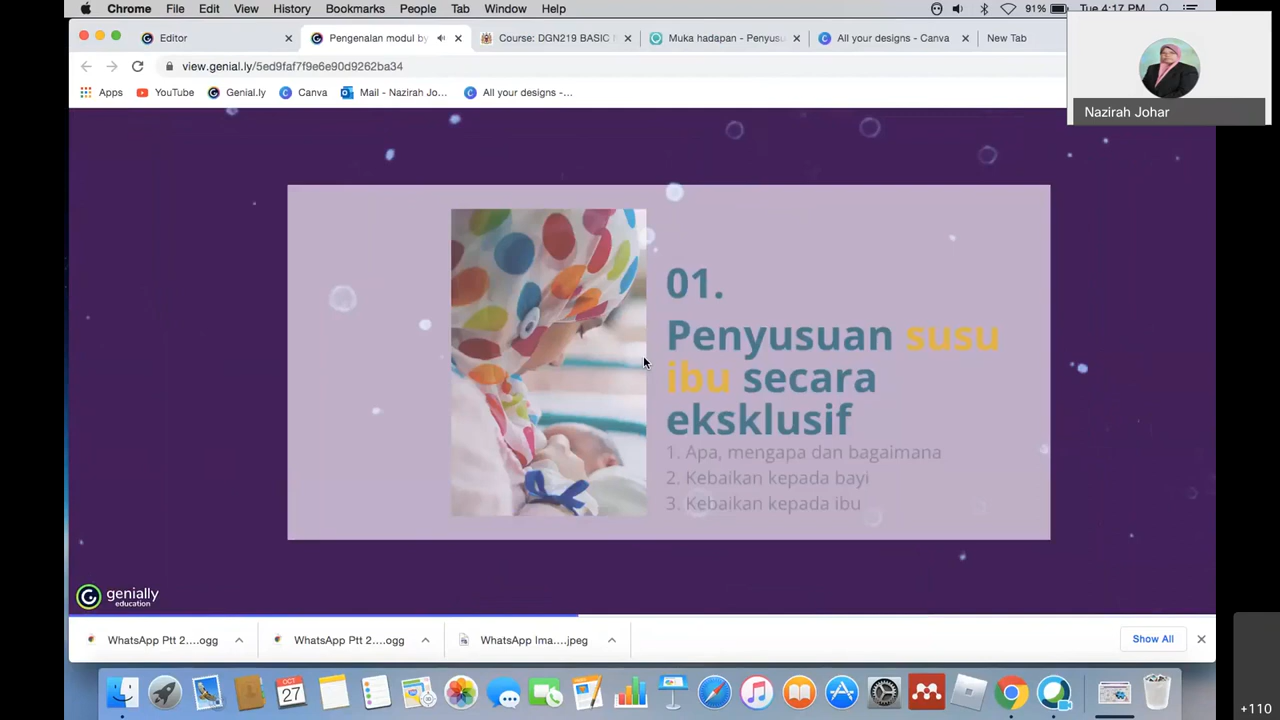 Chrome File Edit View History Bookmarks People Tab Window Help 91% Tue 4:17 PM
Editor Pengenalan modul by Course: DGN219 BASIC Muka hadapan - Penyus All your designs - Canva New Tab
view.genial.ly/5ed9faf7f9e6e90d9262ba34
Apps YouTube Genial.ly Canva Mail - Nazirah Jo... All your designs -...
Nazirah Johar
01.
Penyusuan susu
ibu secara
eksklusif
1. Apa, mengapa dan bagaimana
2. Kebaikan kepada bayi
3. Kebaikan kepada ibu
genially
education
WhatsApp Ptt 2....ogg WhatsApp Ptt 2....ogg WhatsApp Ima....jpeg Show All
OCT
27
+110